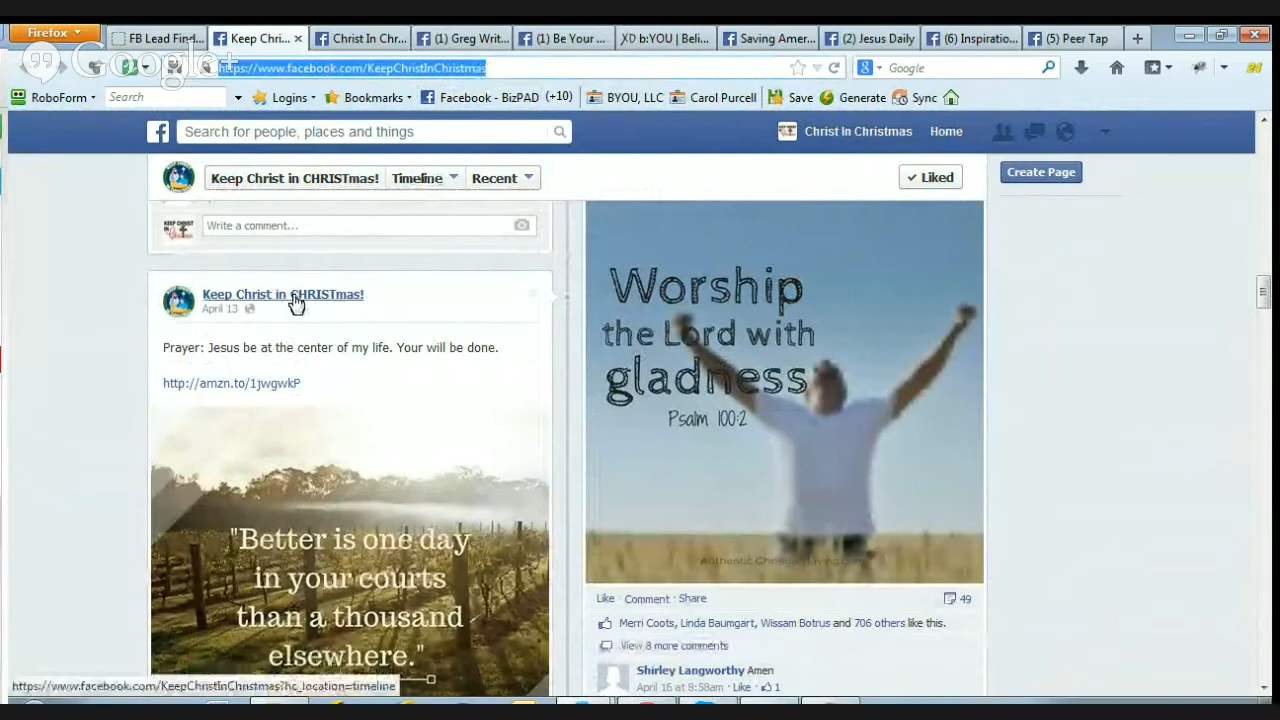 Firefox
FB Lead Find...
Keep Chri...
Christ In Chr...
(1) Greg Writ...
(1) Be Your ...
b:YOU | Beli...
Saving Amer...
(2) Jesus Daily
(6) Inspiratio...
(5) Peer Tap
Google+
https://www.facebook.com/KeepChristInChristmas
Google
RoboForm
Search
Logins
Bookmarks
Facebook - BizPAD (+10)
BYOU, LLC
Carol Purcell
Save
Generate
Sync
Search for people, places and things
Christ In Christmas
Home
Keep Christ in CHRISTmas!
Timeline
Recent
Liked
Create Page
Write a comment...
Keep Christ in CHRISTmas!
April 13
Prayer: Jesus be at the center of my life. Your will be done.
http://amzn.to/1jwgwkP
"Better is one day
in your courts
than a thousand
elsewhere."
Worship
the Lord with
gladness
Psalm 100:2
Like · Comment · Share
49
Merri Coots, Linda Baumgart, Wissam Botrus and 706 others like this.
View 8 more comments
Shirley Langworthy Amen
April 16 at 8:58am · Like · 1
https://www.facebook.com/KeepChristInChristmas?hc_location=timeline